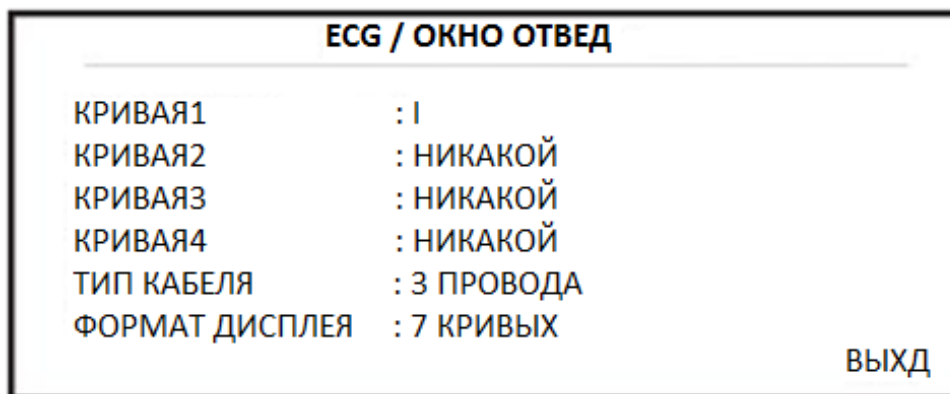 ECG / ОКНО ОТВЕД
КРИВАЯ1 : I
КРИВАЯ2 : НИКАКОЙ
КРИВАЯ3 : НИКАКОЙ
КРИВАЯ4 : НИКАКОЙ
ТИП КАБЕЛЯ : 3 ПРОВОДА
ФОРМАТ ДИСПЛЕЯ : 7 КРИВЫХ
ВЫХД